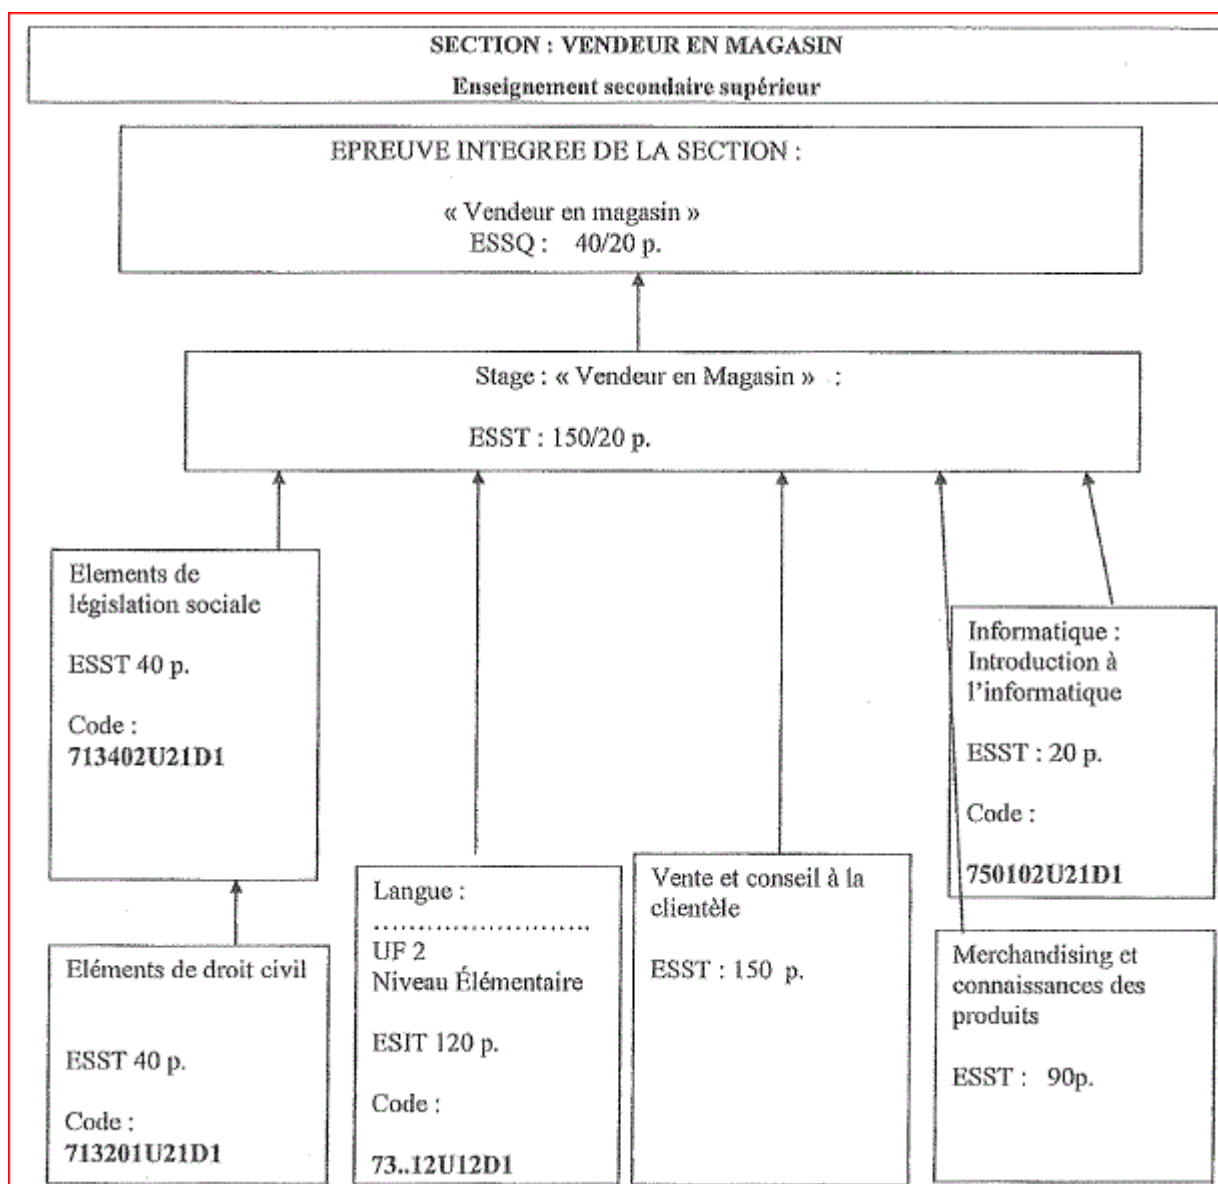 SECTION : VENDEUR EN MAGASIN
Enseignement secondaire supérieur
EPREUVE INTEGREE DE LA SECTION :
« Vendeur en magasin »
ESSQ : 40/20 p.
Stage : « Vendeur en Magasin » :
ESST : 150/20 p.
Elements de
législation sociale
ESST 40 p.
Code :
713402U21D1
Informatique :
Introduction à
l'informatique
ESST : 20 p.
Code :
750102U21D1
Eléments de droit civil
ESST 40 p.
Code :
713201U21D1
Langue :
...........................
UF 2
Niveau Élémentaire
ESIT 120 p.
Code :
73..12U12D1
Vente et conseil à la
clientèle
ESST : 150 p.
Merchandising et
connaissances des
produits
ESST : 90p.